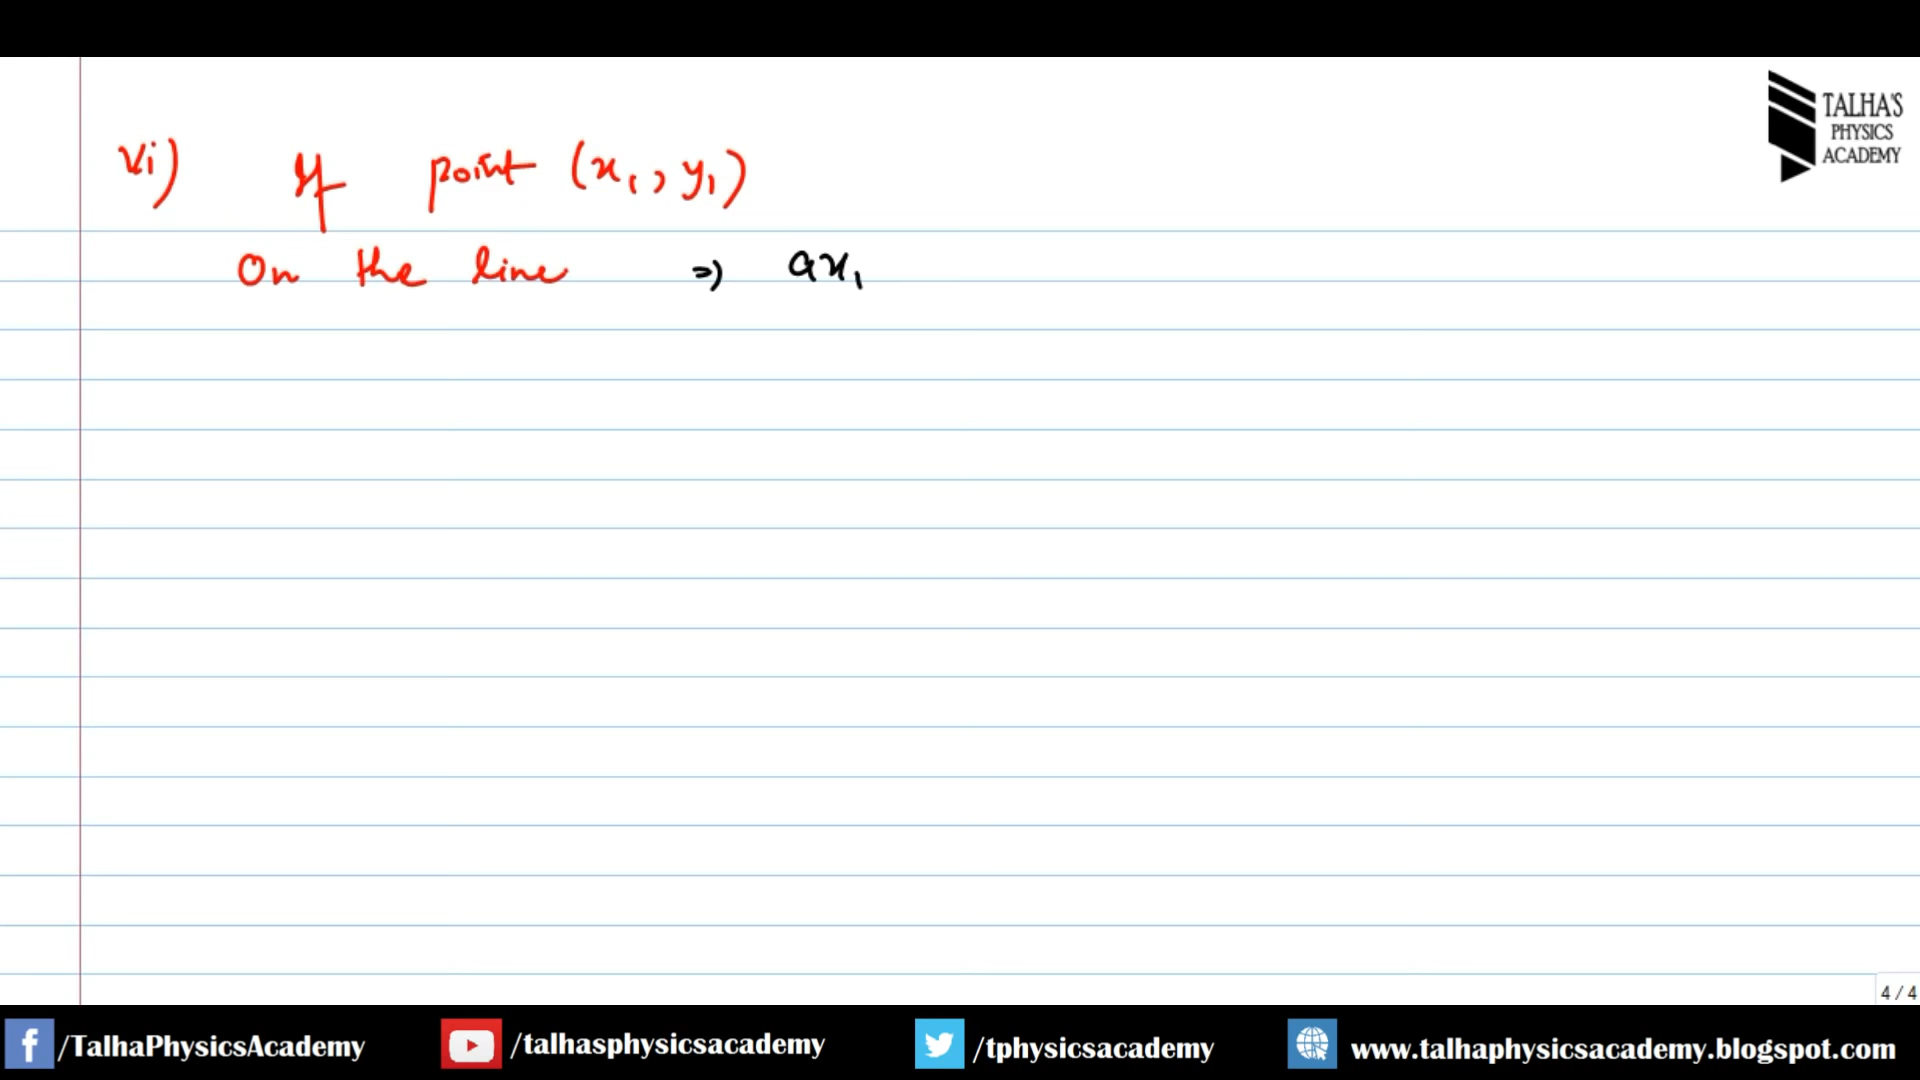 TALHA'S
PHYSICS
ACADEMY
vi) If point (x₁, y₁)
On the line ⇒ ax₁
4 / 4
/TalhaPhysicsAcademy
/talhasphysicsacademy
/tphysicsacademy
www.talhaphysicsacademy.blogspot.com